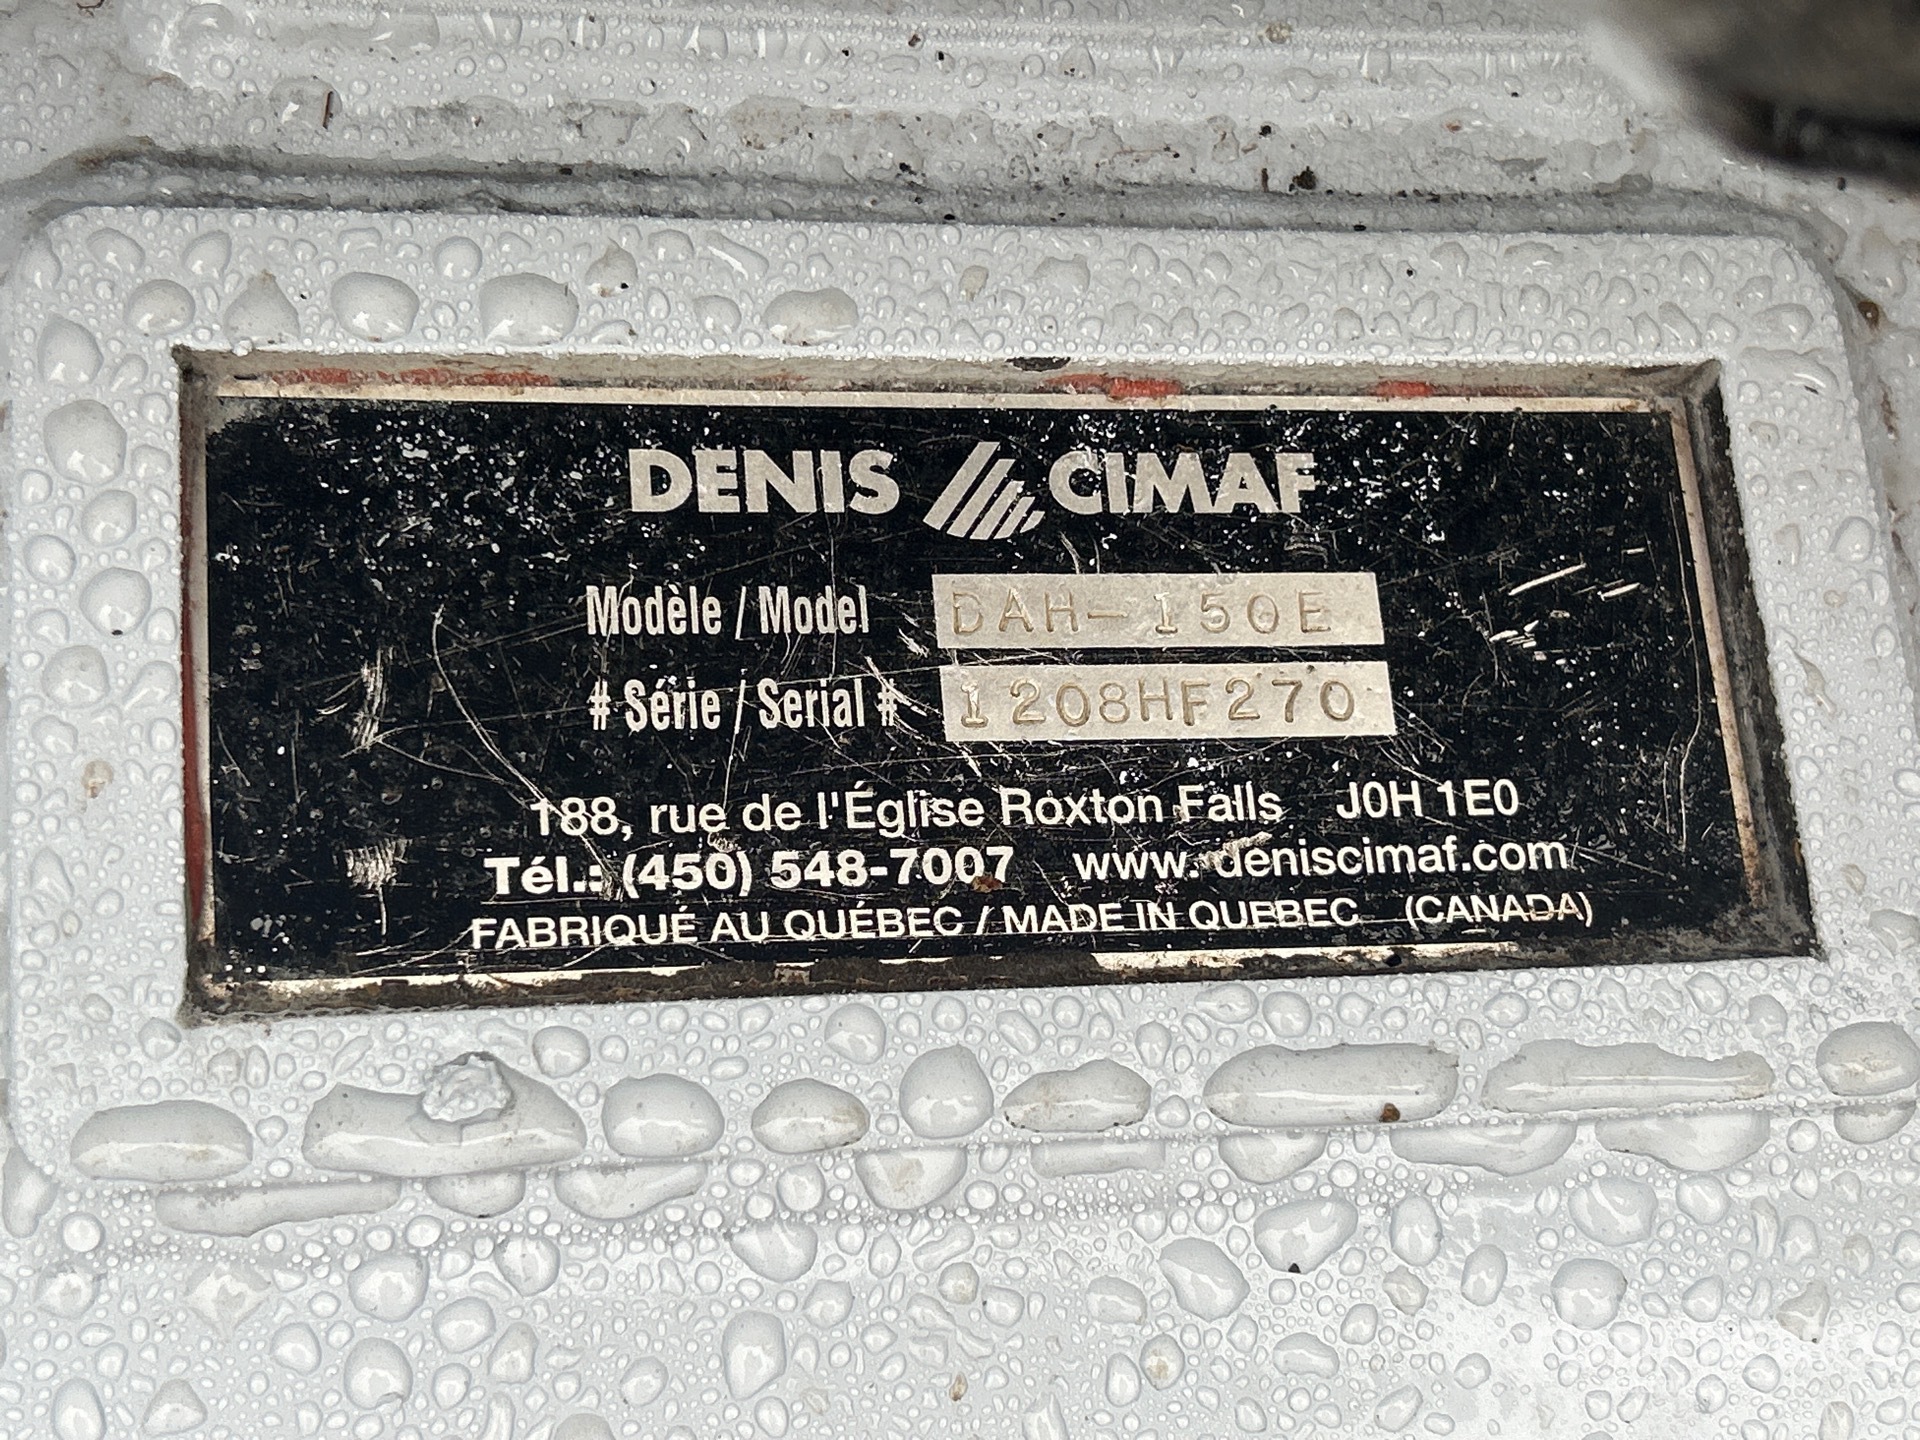 DENIS CIMAF
Modèle / Model DAH-150E
# Série / Serial # 1208HF270
188, rue de l'Église Roxton Falls J0H 1E0
Tél.: (450) 548-7007 www.deniscimaf.com
FABRIQUÉ AU QUÉBEC / MADE IN QUEBEC (CANADA)